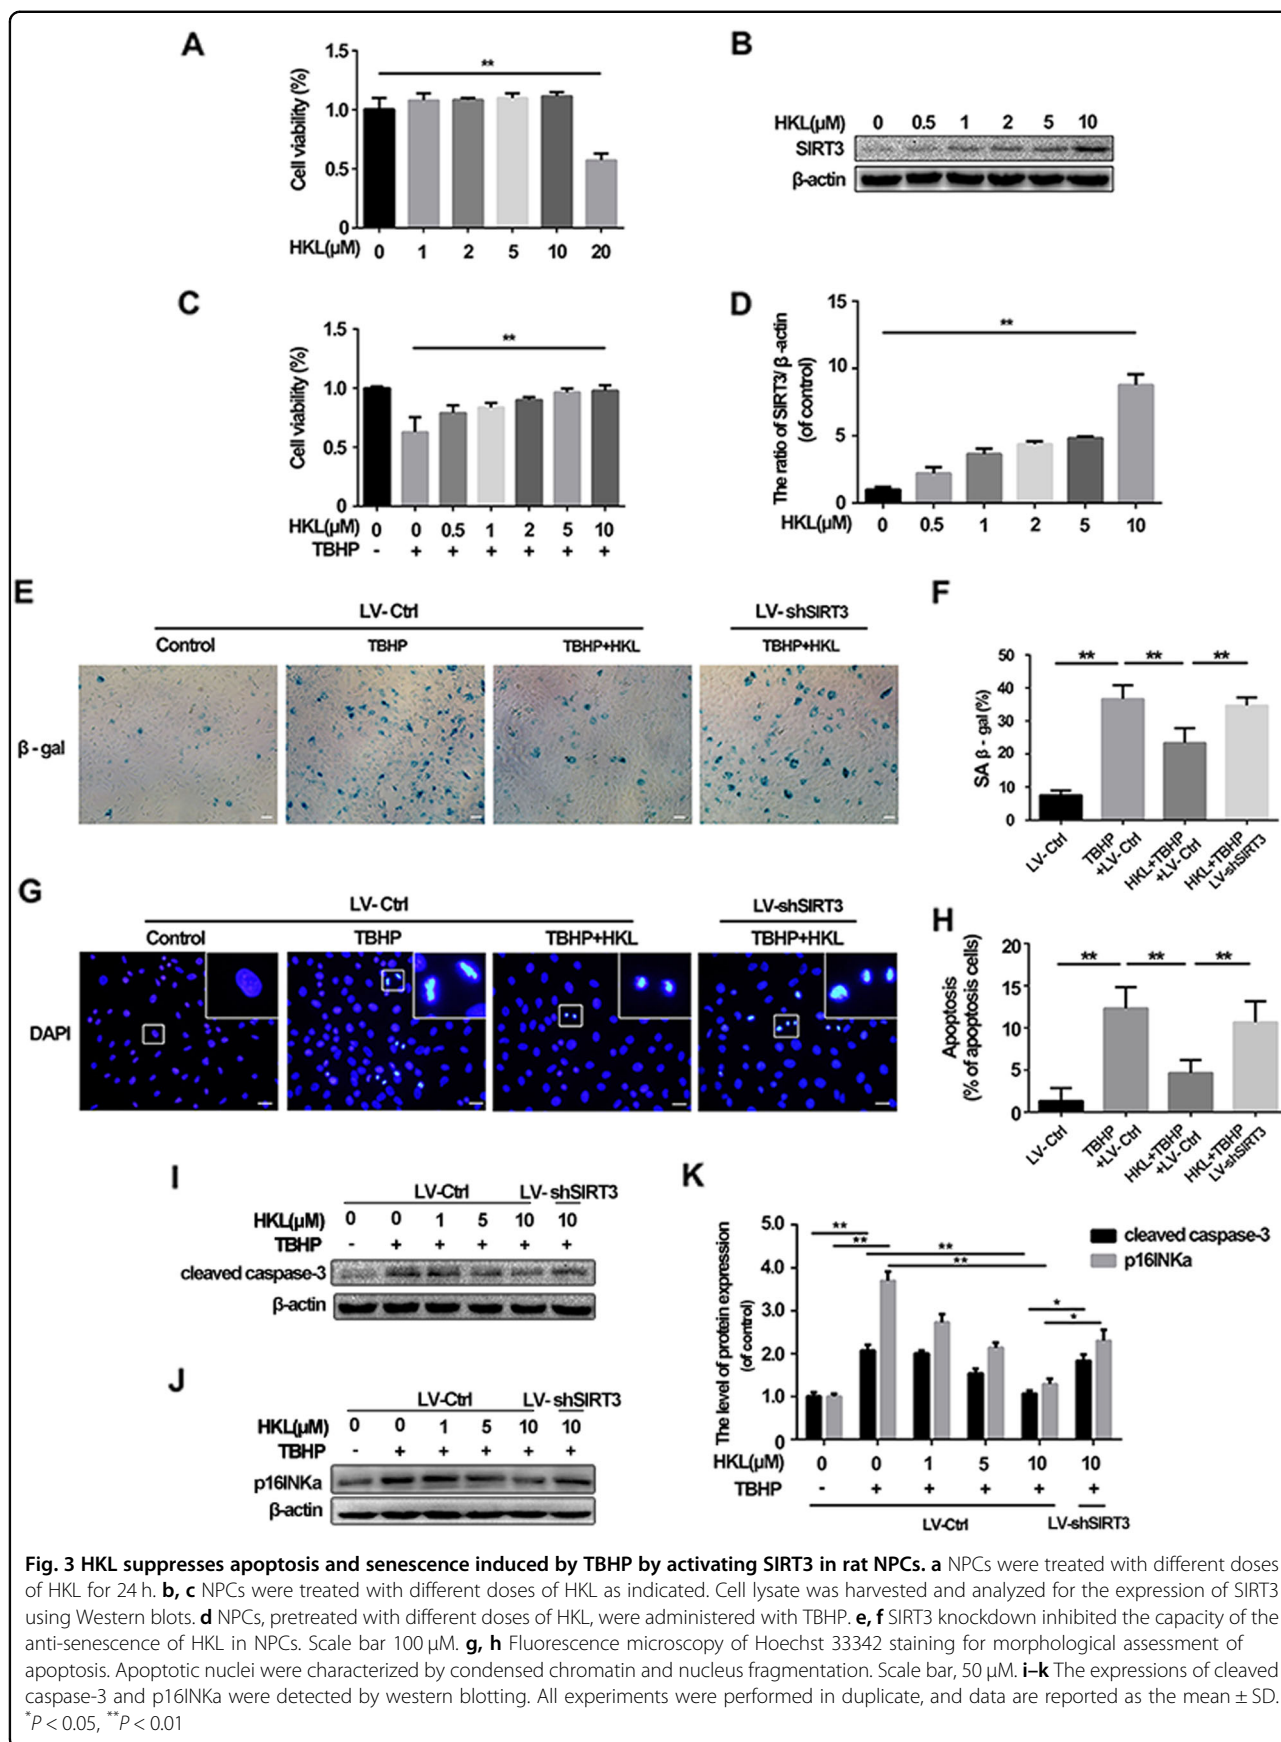 A
Cell viability (%)
1.5
1.0
0.5
0
**
HKL(μM) 0 1 2 5 10 20
B
HKL(μM) 0 0.5 1 2 5 10
SIRT3
β-actin
C
Cell viability (%)
1.5
1.0
0.5
0
**
HKL(μM) 0 0 0.5 1 2 5 10
TBHP - + + + + + +
D
The ratio of SIRT3/ β-actin
(of control)
15
10
5
0
**
HKL(μM) 0 0.5 1 2 5 10
E
LV- Ctrl LV- shSIRT3
Control TBHP TBHP+HKL TBHP+HKL
β - gal
F
SA β - gal (%)
50
40
30
20
10
0
** ** **
LV- Ctrl
TBHP
+LV- Ctrl
HKL+TBHP
+LV- Ctrl
HKL+TBHP
LV-shSIRT3
G
LV- Ctrl LV-shSIRT3
Control TBHP TBHP+HKL TBHP+HKL
DAPI
H
Apoptosis
(% of apoptosis cells)
20
15
10
5
0
** ** **
LV- Ctrl
TBHP
+LV- Ctrl
HKL+TBHP
+LV- Ctrl
HKL+TBHP
LV-shSIRT3
I
LV-Ctrl LV- shSIRT3
HKL(μM) 0 0 1 5 10 10
TBHP - + + + + +
cleaved caspase-3
β-actin
J
LV-Ctrl LV- shSIRT3
HKL(μM) 0 0 1 5 10 10
TBHP - + + + + +
p16INKa
β-actin
K
The level of protein expression
(of control)
5.0
4.0
3.0
2.0
1.0
0
**
**
**
**
*
*
cleaved caspase-3
p16INKa
HKL(μM) 0 0 1 5 10 10
TBHP - + + + + +
LV-Ctrl LV-shSIRT3
Fig. 3 HKL suppresses apoptosis and senescence induced by TBHP by activating SIRT3 in rat NPCs. a NPCs were treated with different doses
of HKL for 24 h. b, c NPCs were treated with different doses of HKL as indicated. Cell lysate was harvested and analyzed for the expression of SIRT3
using Western blots. d NPCs, pretreated with different doses of HKL, were administered with TBHP. e, f SIRT3 knockdown inhibited the capacity of the
anti-senescence of HKL in NPCs. Scale bar 100 μM. g, h Fluorescence microscopy of Hoechst 33342 staining for morphological assessment of
apoptosis. Apoptotic nuclei were characterized by condensed chromatin and nucleus fragmentation. Scale bar, 50 μM. i–k The expressions of cleaved
caspase-3 and p16INKa were detected by western blotting. All experiments were performed in duplicate, and data are reported as the mean ± SD.
*P < 0.05, **P < 0.01